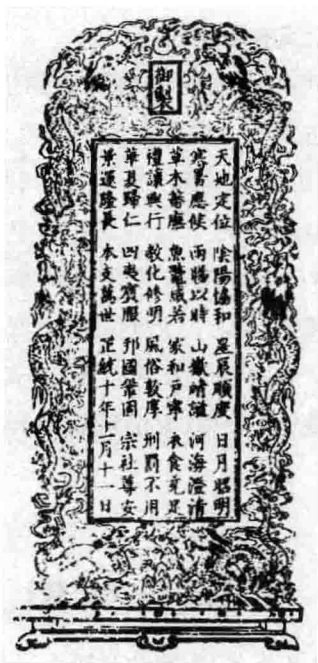 御製
天地定位 陰陽協和 星辰順度 日月昭明
寒暑應候 雨暘以時 山嶽靖謐 河海澄清
草木蕃廡 魚鱉咸若 家和戶寧 衣食充足
禮讓興行 教化修明 風俗敦厚 刑罰不用
華夏歸仁 四夷賓服 邦國鞏固 宗社尊安
景運隆長 本支萬世 正統十年十一月十一日